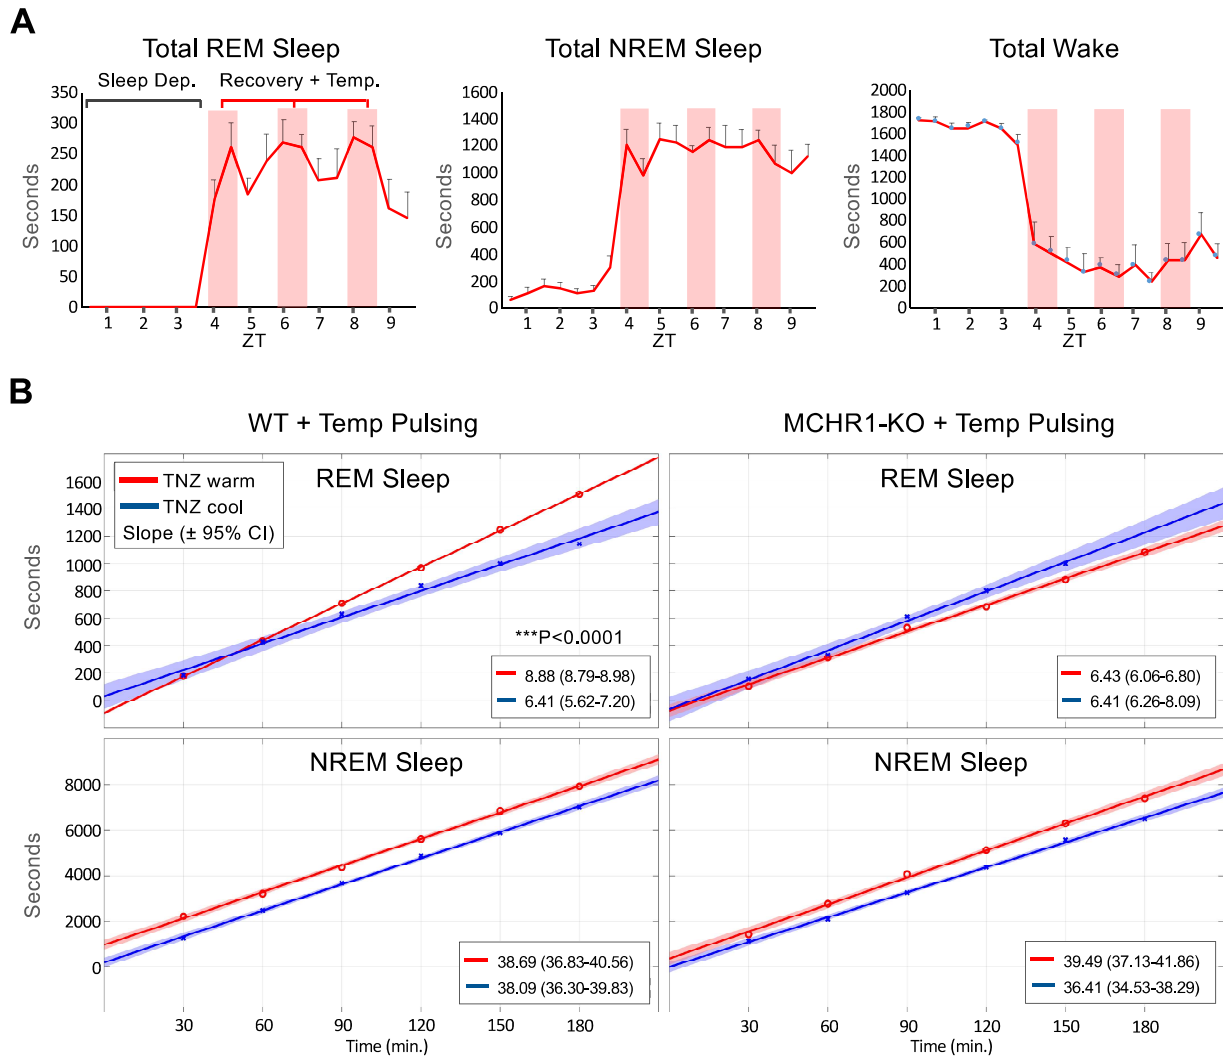 A
Total REM Sleep
Total NREM Sleep
Total Wake
Sleep Dep.
Recovery + Temp.
350
300
250
200
150
100
50
0
Seconds
1 2 3 4 5 6 7 8 9
ZT
1600
1400
1200
1000
800
600
400
200
0
Seconds
1 2 3 4 5 6 7 8 9
ZT
2000
1800
1600
1400
1200
1000
800
600
400
200
0
Seconds
1 2 3 4 5 6 7 8 9
ZT
B
WT + Temp Pulsing
MCHR1-KO + Temp Pulsing
TNZ warm
TNZ cool
Slope (± 95% CI)
REM Sleep
1600
1400
1200
1000
800
600
400
200
0
Seconds
***P<0.0001
8.88 (8.79-8.98)
6.41 (5.62-7.20)
REM Sleep
6.43 (6.06-6.80)
6.41 (6.26-8.09)
NREM Sleep
8000
6000
4000
2000
0
Seconds
38.69 (36.83-40.56)
38.09 (36.30-39.83)
30 60 90 120 150 180
Time (min.)
NREM Sleep
39.49 (37.13-41.86)
36.41 (34.53-38.29)
30 60 90 120 150 180
Time (min.)